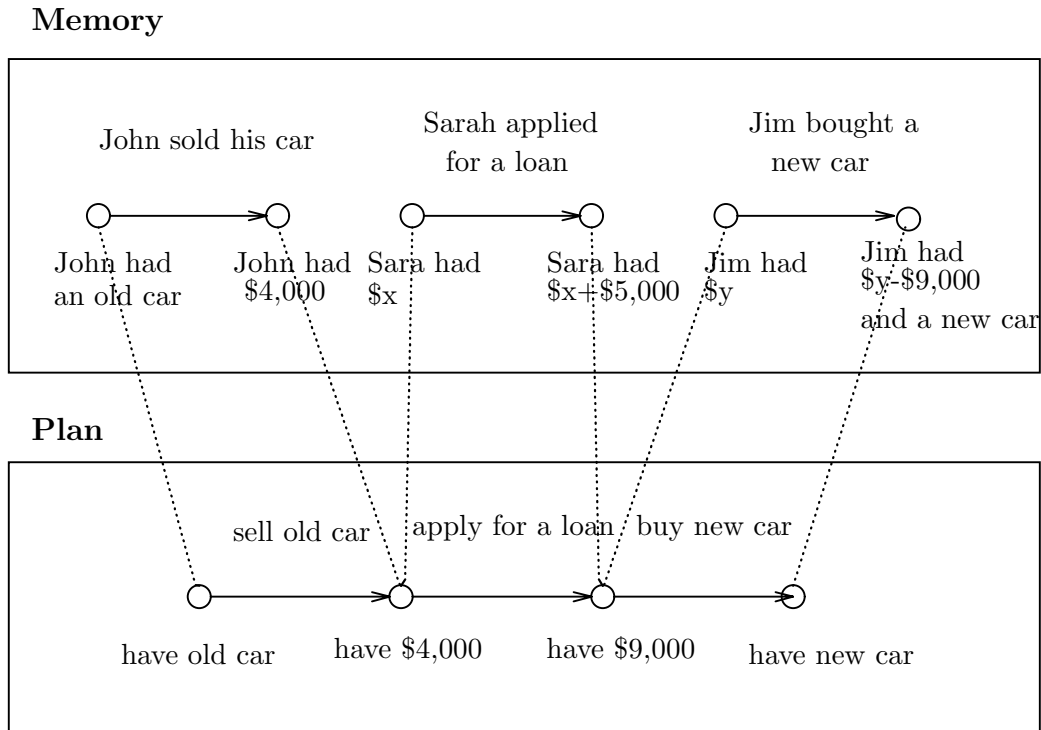 Memory
John sold his car
Sarah applied
for a loan
Jim bought a
new car
John had
an old car
John had
$4,000
Sara had
$x
Sara had
$x+$5,000
Jim had
$y
Jim had
$y-$9,000
and a new car
Plan
sell old car
apply for a loan
buy new car
have old car
have $4,000
have $9,000
have new car